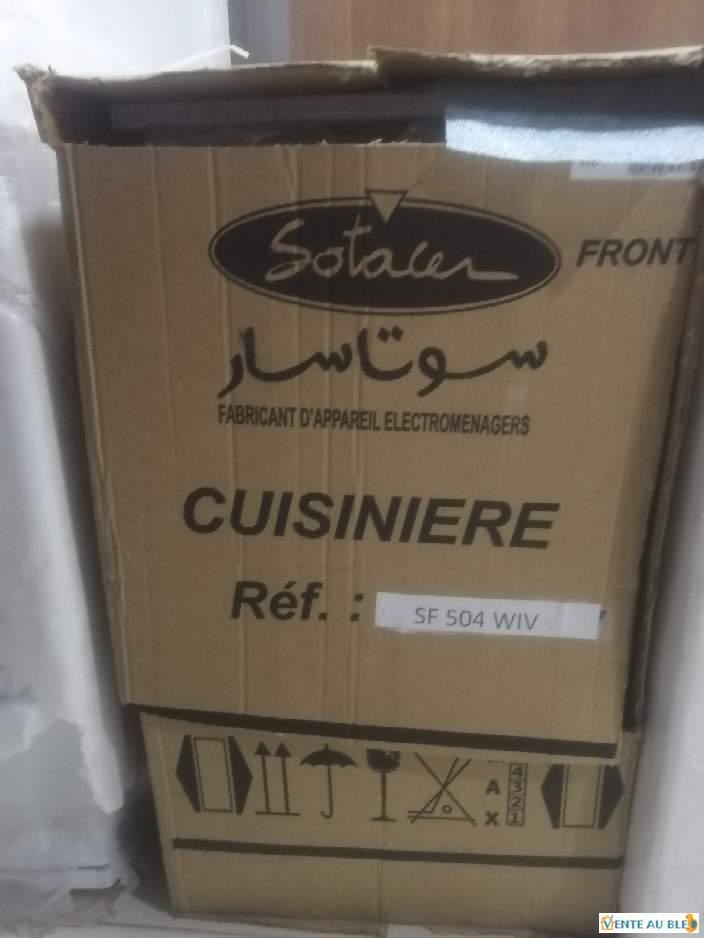 Sotacer
FRONT
سوتاسار
FABRICANT D'APPAREIL ELECTROMENAGERS
CUISINIERE
Réf. : SF 504 WIV
4
A 3
2
X 1
VENTE AU BLED